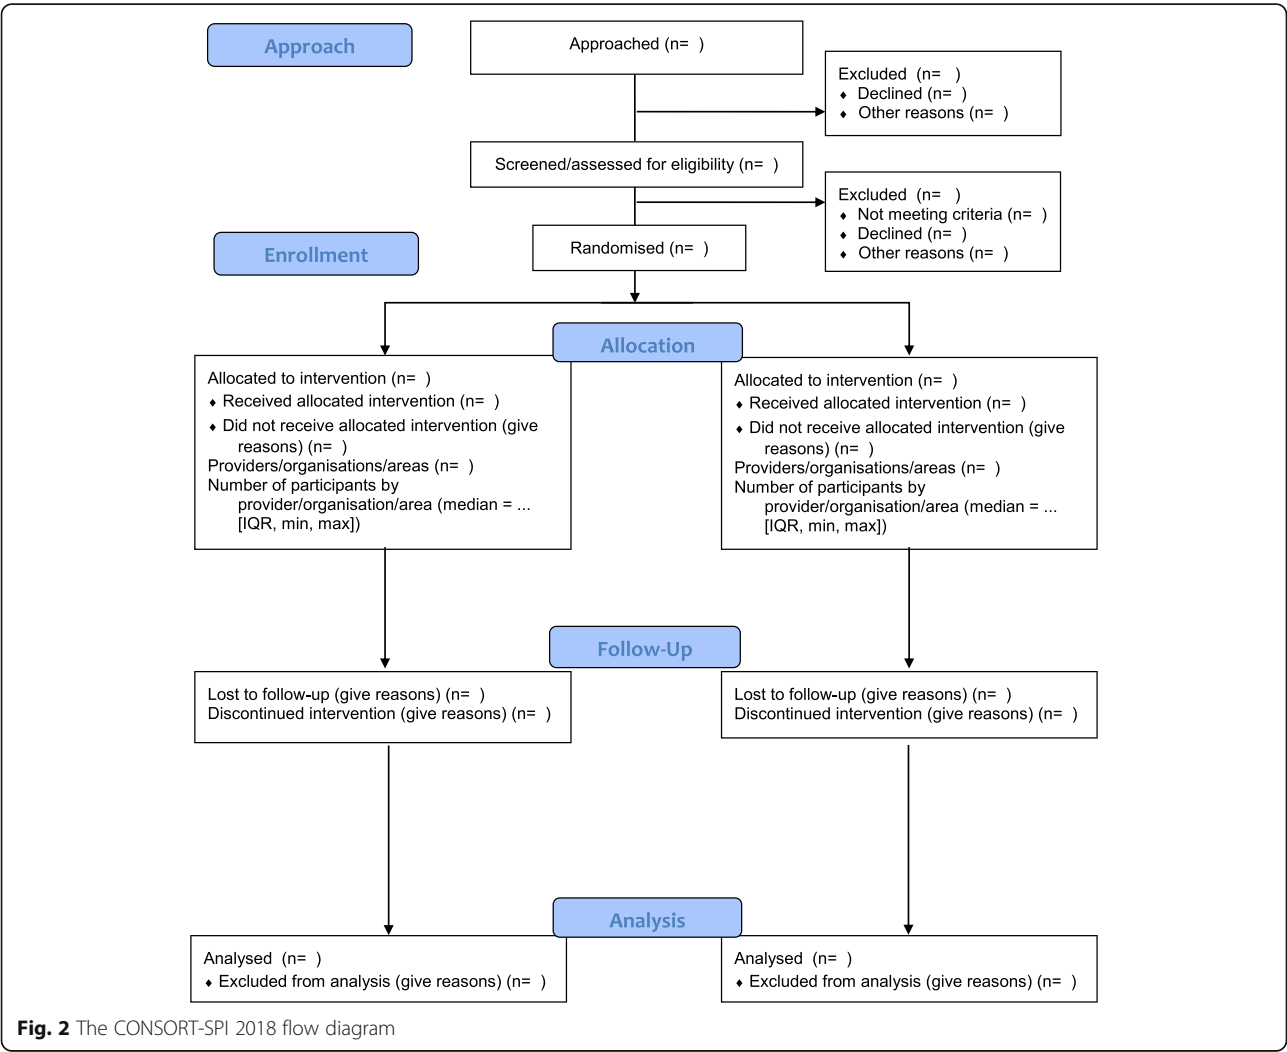 Approach
Approached (n=  )
Excluded  (n=   )
♦ Declined (n=  )
♦ Other reasons (n=  )
Screened/assessed for eligibility (n=  )
Excluded  (n=   )
♦ Not meeting criteria (n=  )
♦ Declined (n=  )
♦ Other reasons (n=  )
Enrollment
Randomised (n=  )
Allocation
Allocated to intervention (n=  )
♦ Received allocated intervention (n=  )
♦ Did not receive allocated intervention (give
reasons) (n=  )
Providers/organisations/areas (n=  )
Number of participants by
provider/organisation/area (median = ...
[IQR, min, max])
Allocated to intervention (n=  )
♦ Received allocated intervention (n=  )
♦ Did not receive allocated intervention (give
reasons) (n=  )
Providers/organisations/areas (n=  )
Number of participants by
provider/organisation/area (median = ...
[IQR, min, max])
Follow-Up
Lost to follow-up (give reasons) (n=  )
Discontinued intervention (give reasons) (n=  )
Lost to follow-up (give reasons) (n=  )
Discontinued intervention (give reasons) (n=  )
Analysis
Analysed  (n=  )
♦ Excluded from analysis (give reasons) (n=  )
Analysed  (n=  )
♦ Excluded from analysis (give reasons) (n=  )
Fig. 2 The CONSORT-SPI 2018 flow diagram